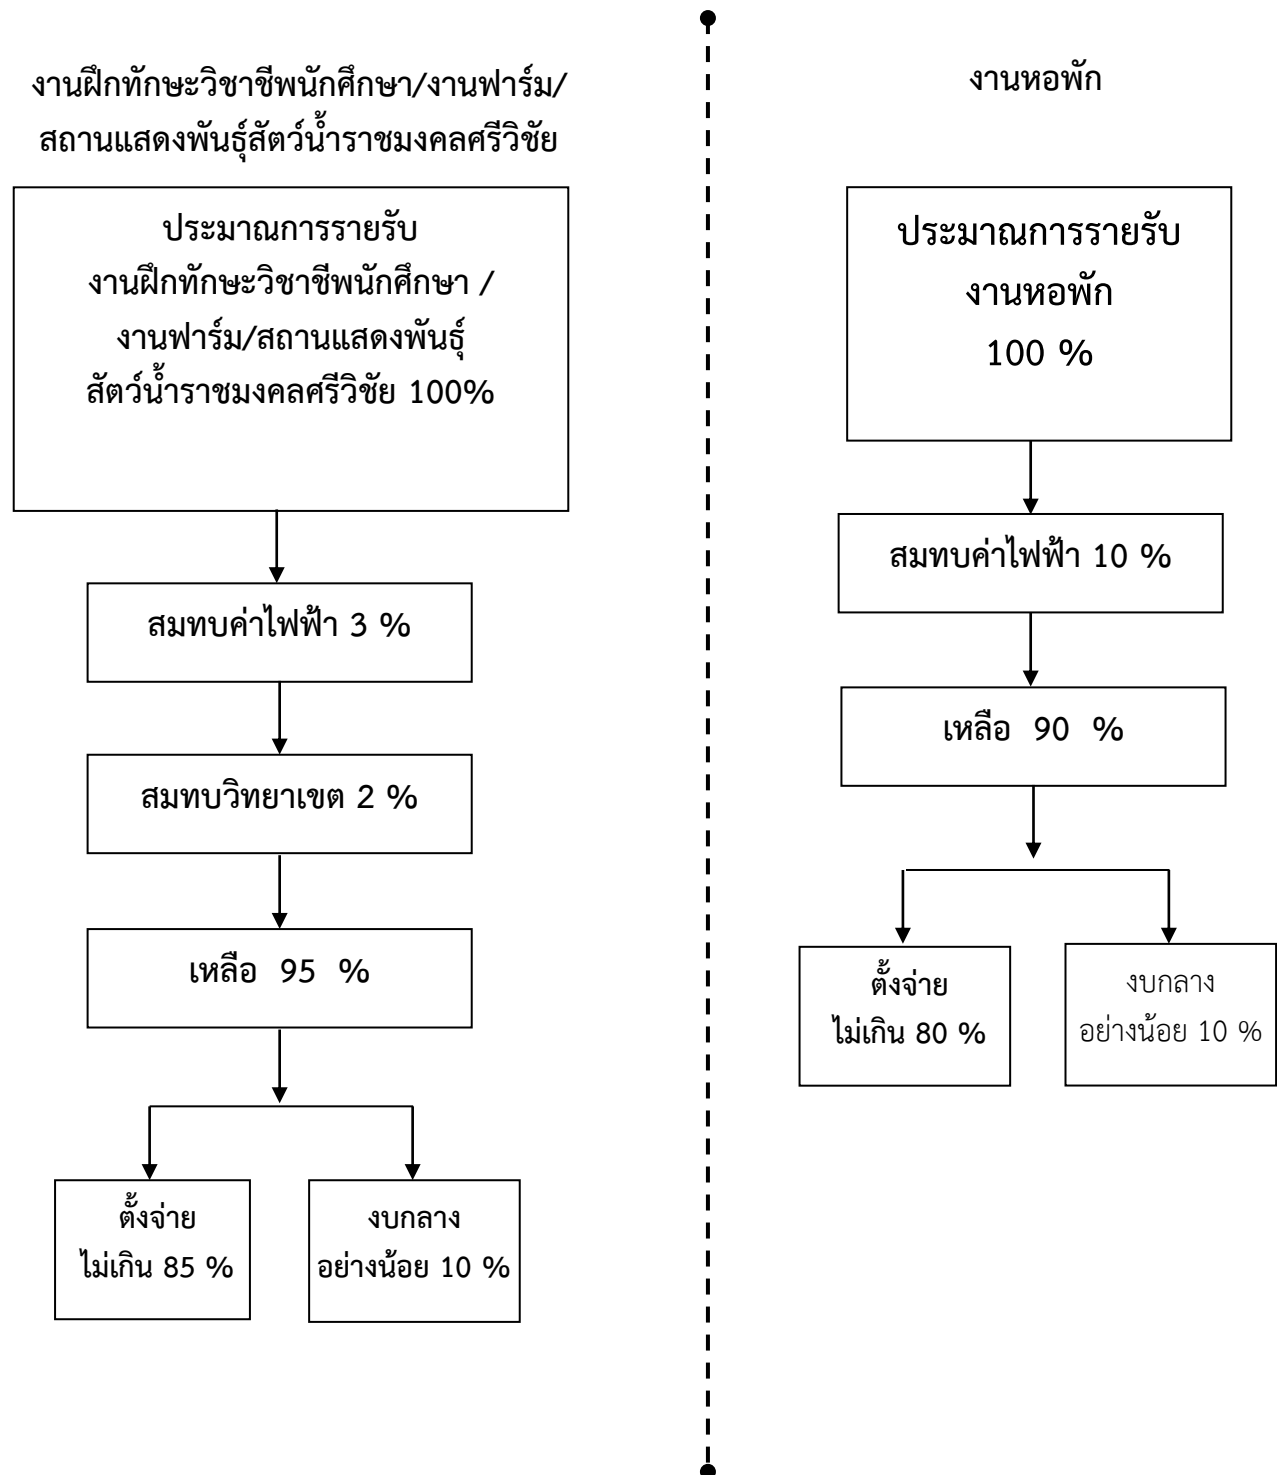 งานฝึกทักษะวิชาชีพนักศึกษา/งานฟาร์ม/
สถานแสดงพันธุ์สัตว์น้ำราชมงคลศรีวิชัย
ประมาณการรายรับ
งานฝึกทักษะวิชาชีพนักศึกษา /
งานฟาร์ม/สถานแสดงพันธุ์
สัตว์น้ำราชมงคลศรีวิชัย 100%
สมทบค่าไฟฟ้า 3 %
สมทบวิทยาเขต 2 %
เหลือ 95 %
ตั้งจ่าย
ไม่เกิน 85 %
งบกลาง
อย่างน้อย 10 %
งานหอพัก
ประมาณการรายรับ
งานหอพัก
100 %
สมทบค่าไฟฟ้า 10 %
เหลือ 90 %
ตั้งจ่าย
ไม่เกิน 80 %
งบกลาง
อย่างน้อย 10 %